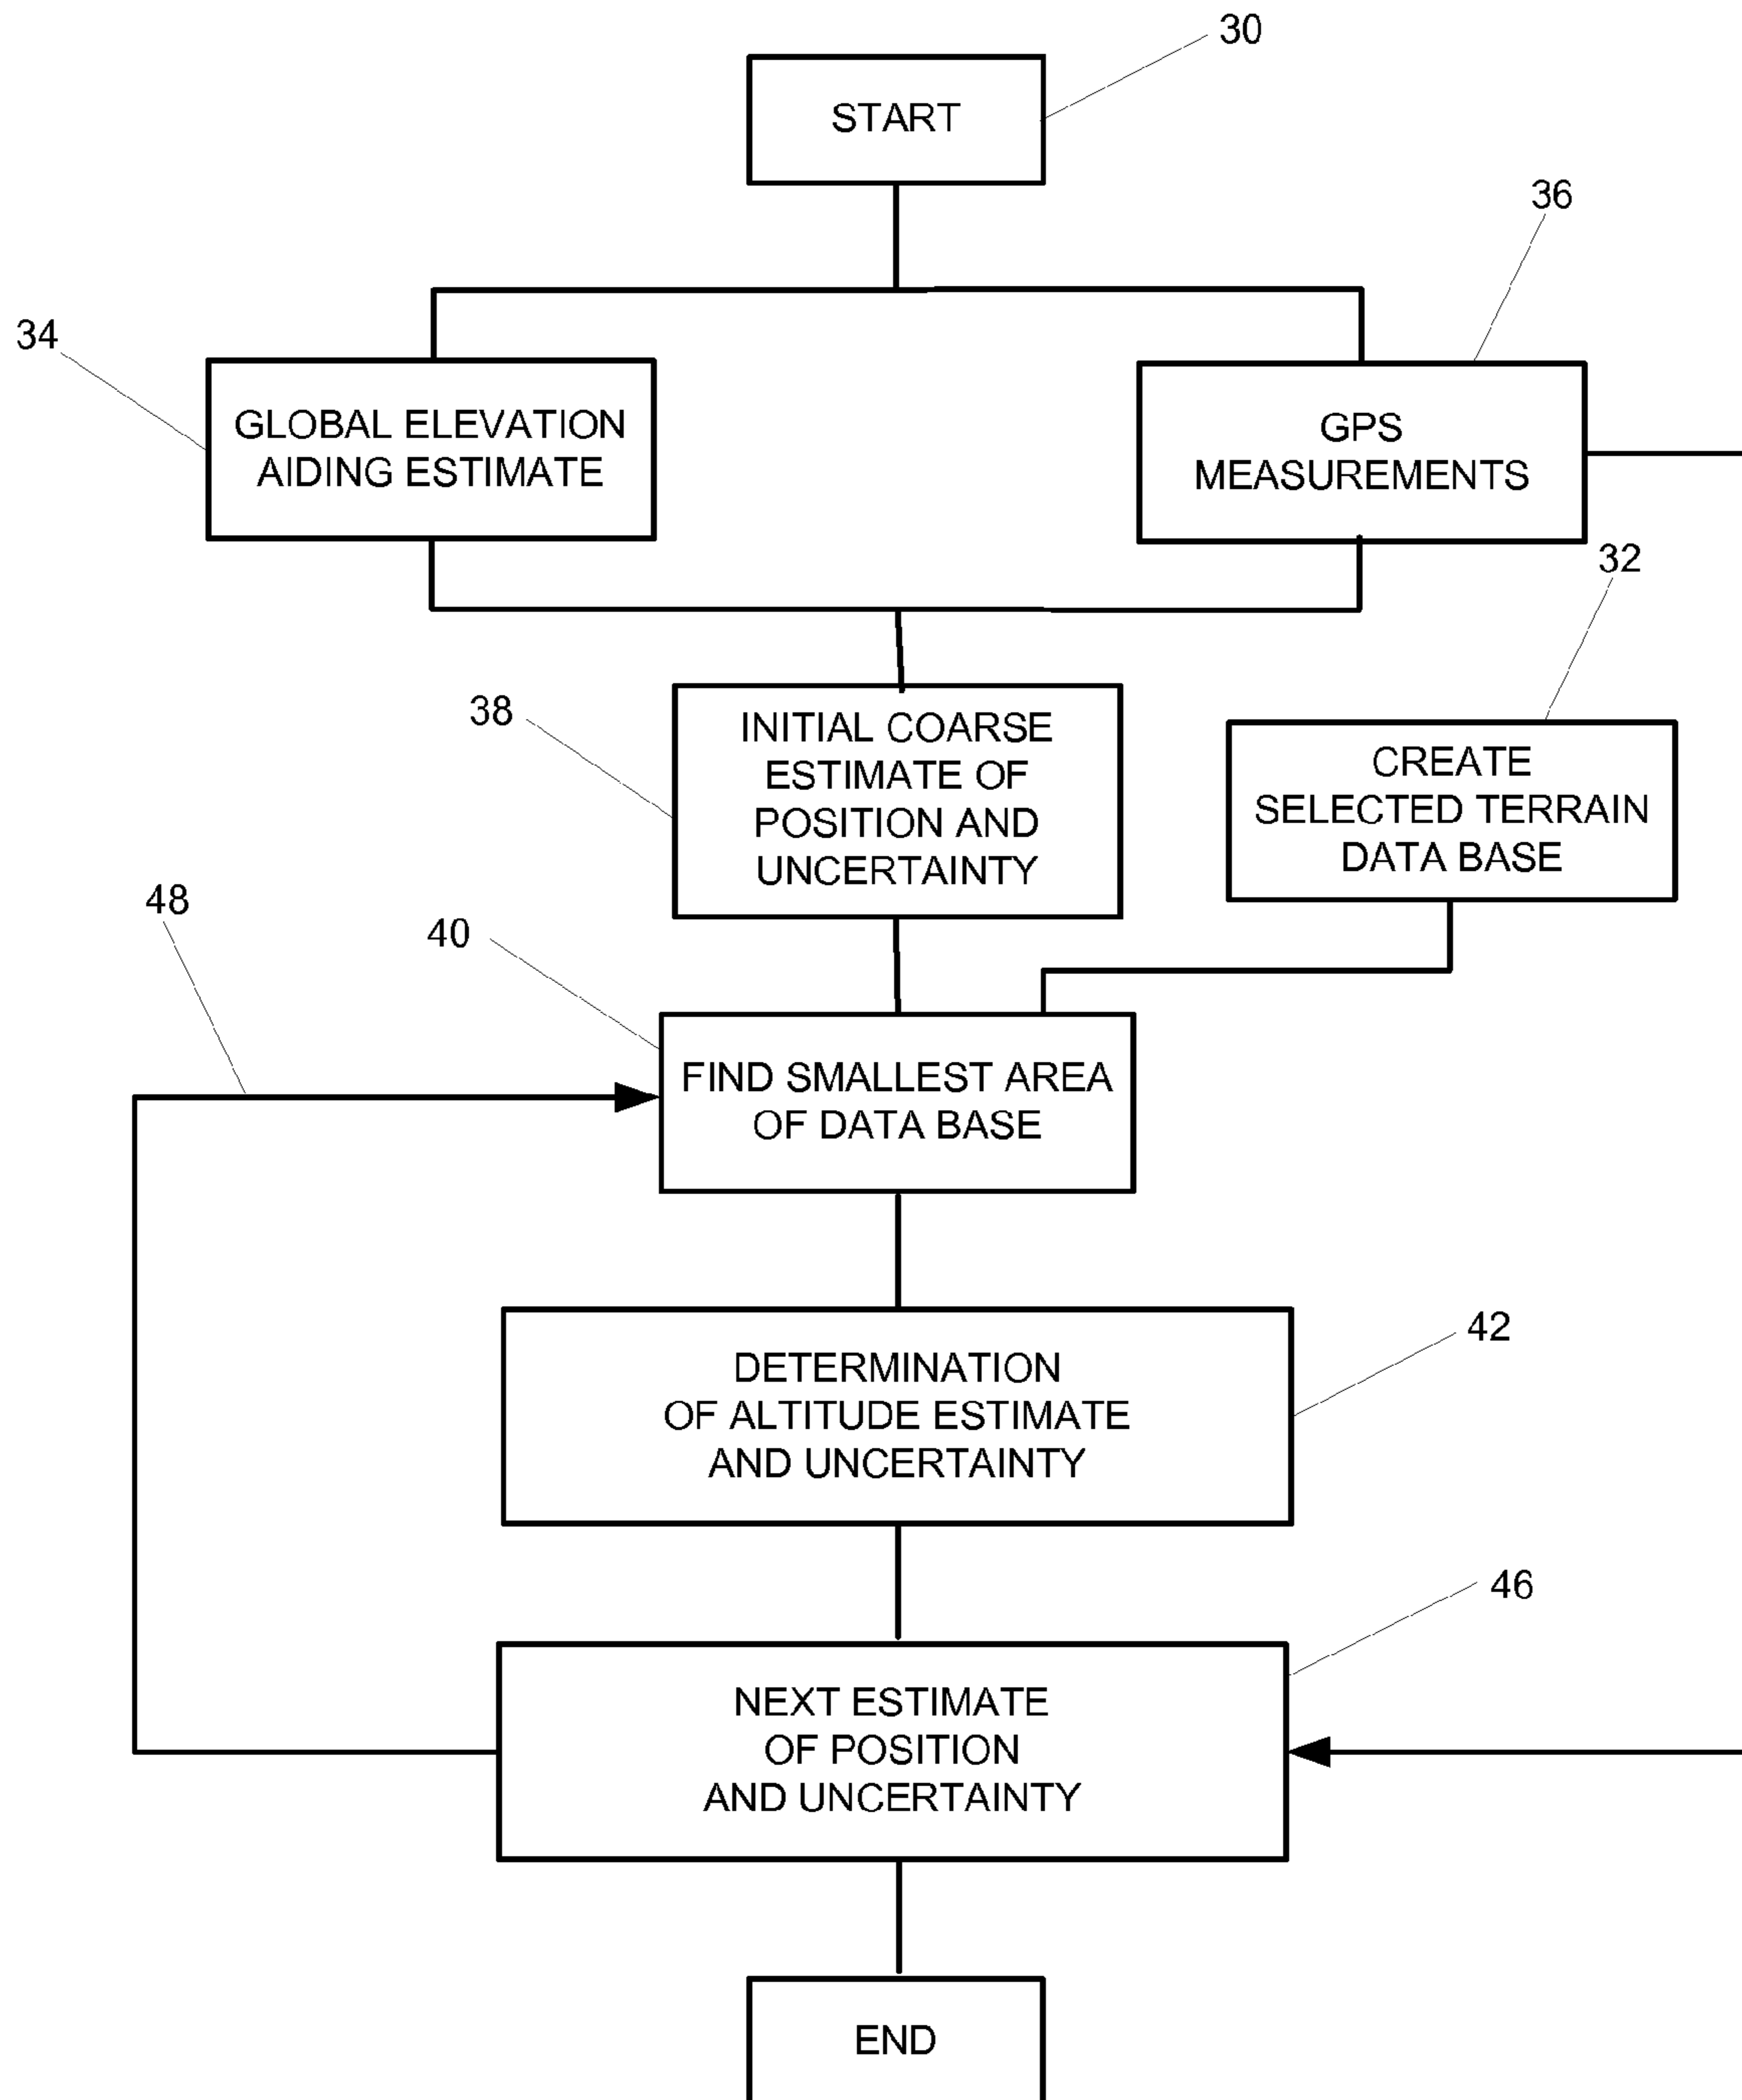 30
START
36
34
GLOBAL ELEVATION
AIDING ESTIMATE
GPS
MEASUREMENTS
32
38
INITIAL COARSE
ESTIMATE OF
POSITION AND
UNCERTAINTY
CREATE
SELECTED TERRAIN
DATA BASE
48
40
FIND SMALLEST AREA
OF DATA BASE
42
DETERMINATION
OF ALTITUDE ESTIMATE
AND UNCERTAINTY
46
NEXT ESTIMATE
OF POSITION
AND UNCERTAINTY
END